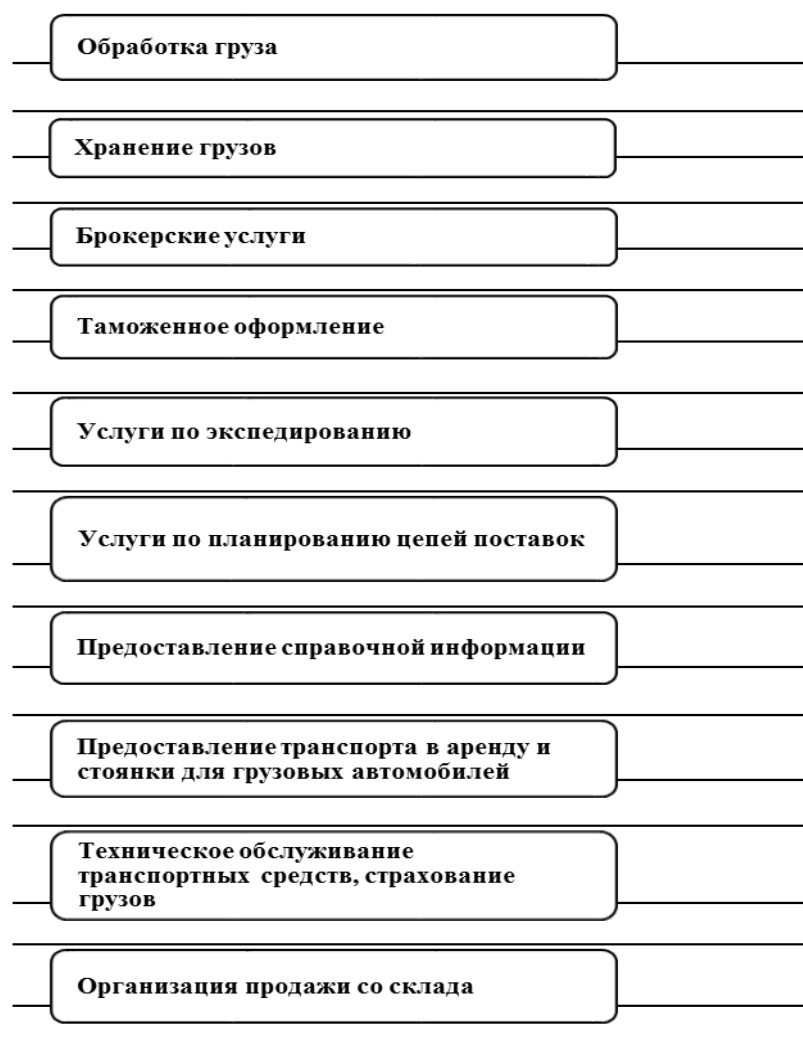 Обработка груза
Хранение грузов
Брокерские услуги
Таможенное оформление
Услуги по экспедированию
Услуги по планированию цепей поставок
Предоставление справочной информации
Предоставление транспорта в аренду и
стоянки для грузовых автомобилей
Техническое обслуживание
транспортных средств, страхование
грузов
Организация продажи со склада